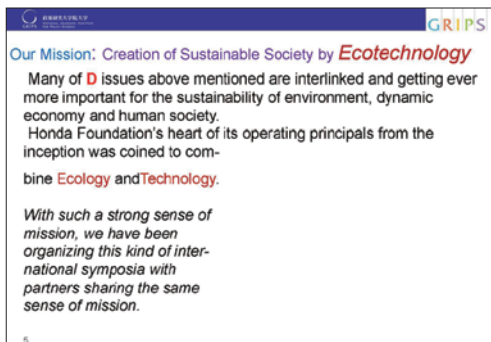 GRIPS
GRIPS
Our Mission: Creation of Sustainable Society by Ecotechnology
Many of D issues above mentioned are interlinked and getting ever
more important for the sustainability of environment, dynamic
economy and human society.
Honda Foundation's heart of its operating principals from the
inception was coined to com-
bine Ecology andTechnology.
With such a strong sense of
mission, we have been
organizing this kind of inter-
national symposia with
partners sharing the same
sense of mission.
5